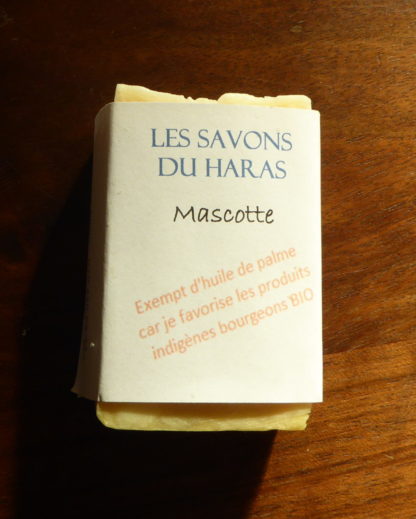 LES SAVONS
DU HARAS
Mascotte
Exempt d'huile de palme
car je favorise les produits
indigènes bourgeons BIO